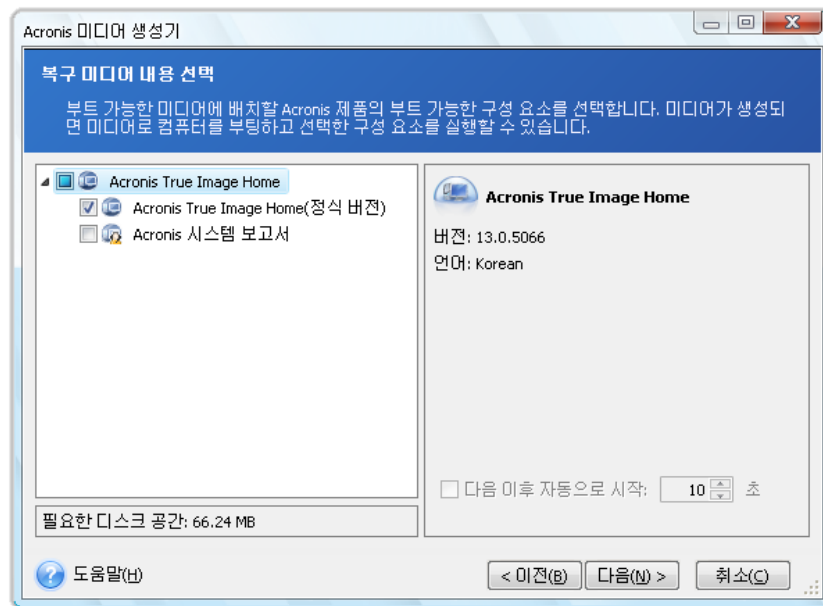 Acronis 미디어 생성기
복구 미디어 내용 선택
부트 가능한 미디어에 배치할 Acronis 제품의 부트 가능한 구성 요소를 선택합니다. 미디어가 생성되
면 미디어로 컴퓨터를 부팅하고 선택한 구성 요소를 실행할 수 있습니다.
Acronis True Image Home
Acronis True Image Home(정식 버전)
Acronis 시스템 보고서
필요한 디스크 공간: 66.24 MB
Acronis True Image Home
버전: 13.0.5066
언어: Korean
다음 이후 자동으로 시작: 10 초
도움말(H)
< 이전(B) 다음(N) > 취소(C)